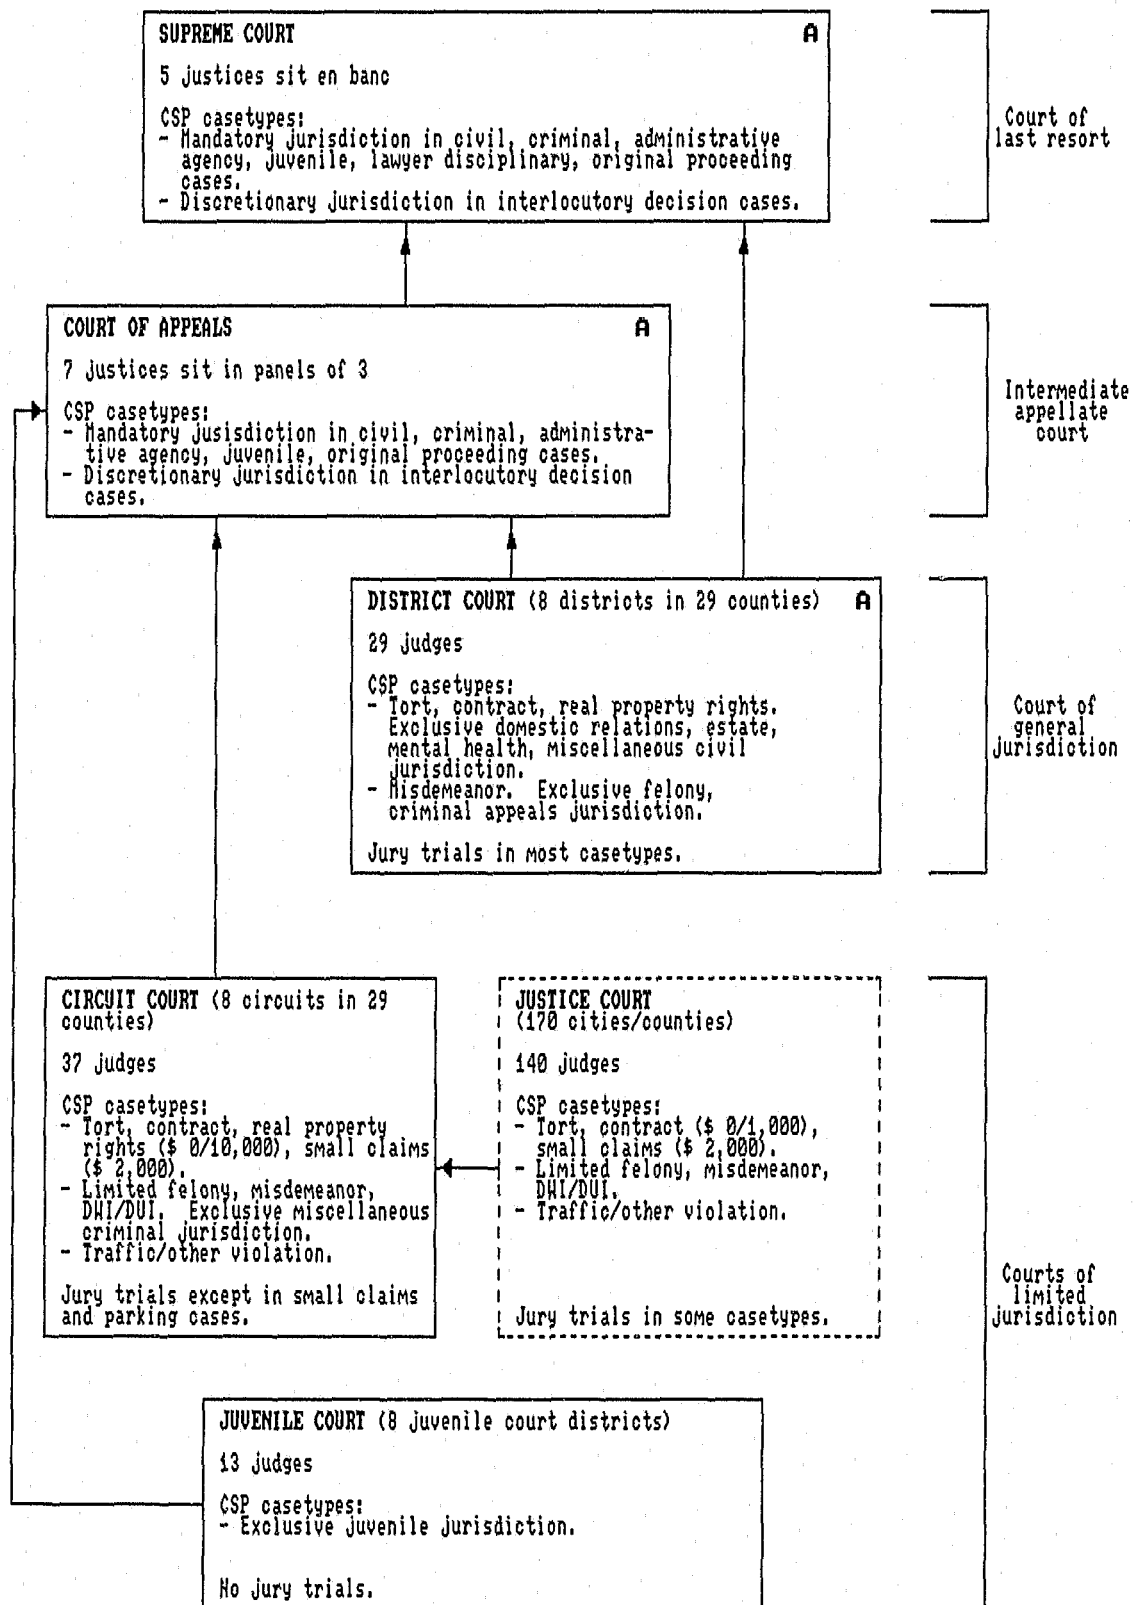 SUPREME COURT A
5 justices sit en banc
CSP casetypes:
- Mandatory jurisdiction in civil, criminal, administrative
agency, juvenile, lawyer disciplinary, original proceeding
cases.
- Discretionary jurisdiction in interlocutory decision cases.
Court of
last resort
COURT OF APPEALS A
7 justices sit in panels of 3
CSP casetypes:
- Mandatory jusisdiction in civil, criminal, administra-
tive agency, juvenile, original proceeding cases.
- Discretionary jurisdiction in interlocutory decision
cases.
Intermediate
appellate
court
DISTRICT COURT (8 districts in 29 counties) A
29 judges
CSP casetypes:
- Tort, contract, real property rights.
Exclusive domestic relations, estate,
mental health, miscellaneous civil
jurisdiction.
- Misdemeanor. Exclusive felony,
criminal appeals jurisdiction.
Jury trials in most casetypes.
Court of
general
jurisdiction
CIRCUIT COURT (8 circuits in 29
counties)
37 judges
CSP casetypes:
- Tort, contract, real property
rights ($ 0/10,000), small claims
($ 2,000).
- Limited felony, misdemeanor,
DWI/DUI. Exclusive miscellaneous
criminal jurisdiction.
- Traffic/other violation.
Jury trials except in small claims
and parking cases.
JUSTICE COURT
(170 cities/counties)
140 judges
CSP casetypes:
- Tort, contract ($ 0/1,000),
small claims ($ 2,000).
- Limited felony, misdemeanor,
DWI/DUI.
- Traffic/other violation.
Jury trials in some casetypes.
Courts of
limited
jurisdiction
JUVENILE COURT (8 juvenile court districts)
13 judges
CSP casetypes:
- Exclusive juvenile jurisdiction.
No jury trials.